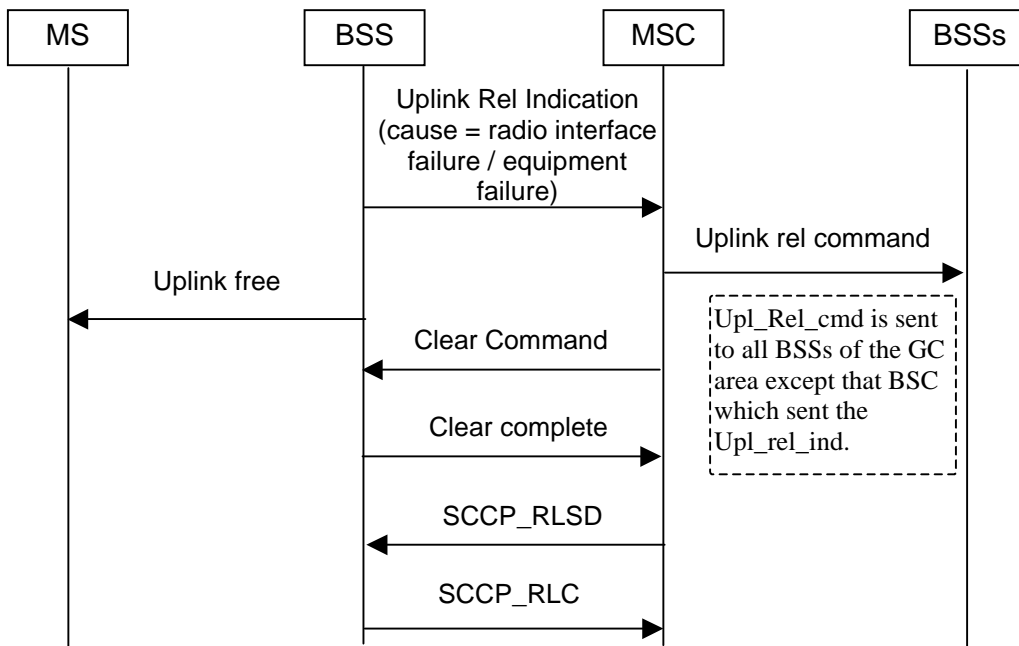 MS
BSS
MSC
BSSs
Uplink Rel Indication
(cause = radio interface
failure / equipment
failure)
Uplink rel command
Uplink free
Upl_Rel_cmd is sent
to all BSSs of the GC
area except that BSC
which sent the
Upl_rel_ind.
Clear Command
Clear complete
SCCP_RLSD
SCCP_RLC